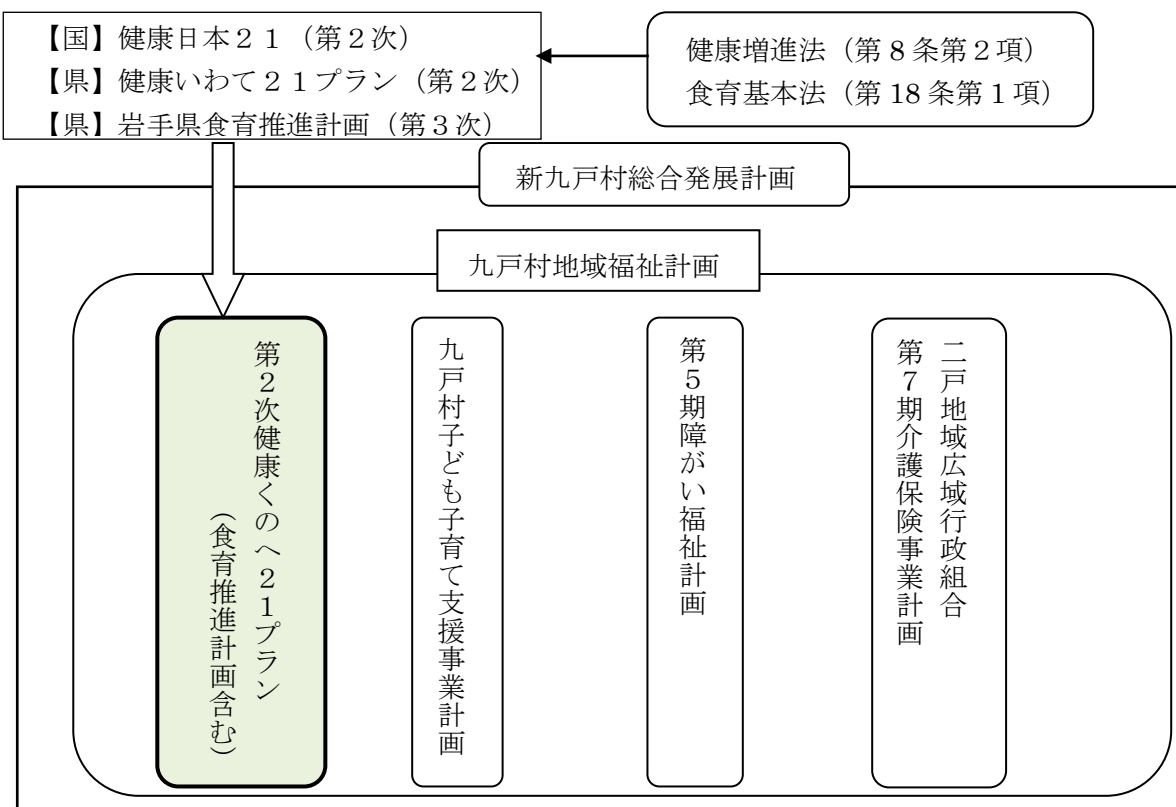 【国】健康日本２１（第２次）
【県】健康いわて２１プラン（第２次）
【県】岩手県食育推進計画（第３次）
健康増進法（第８条第２項）
食育基本法（第 18 条第１項）
新九戸村総合発展計画
九戸村地域福祉計画
第２次健康くのへ２１プラン
（食育推進計画含む）
九戸村子ども子育て支援事業計画
第５期障がい福祉計画
二戸地域広域行政組合
第７期介護保険事業計画